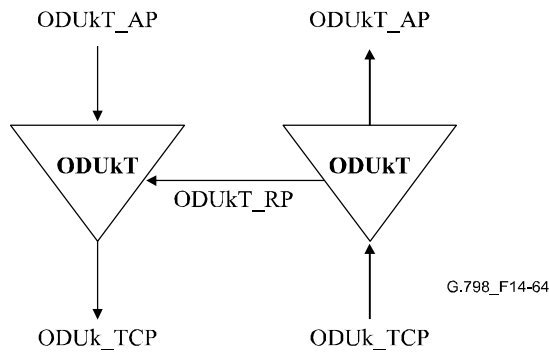 ODUkT_AP ODUkT_AP
ODUkT ODUkT
ODUkT_RP
G.798_F14-64
ODUk_TCP ODUk_TCP